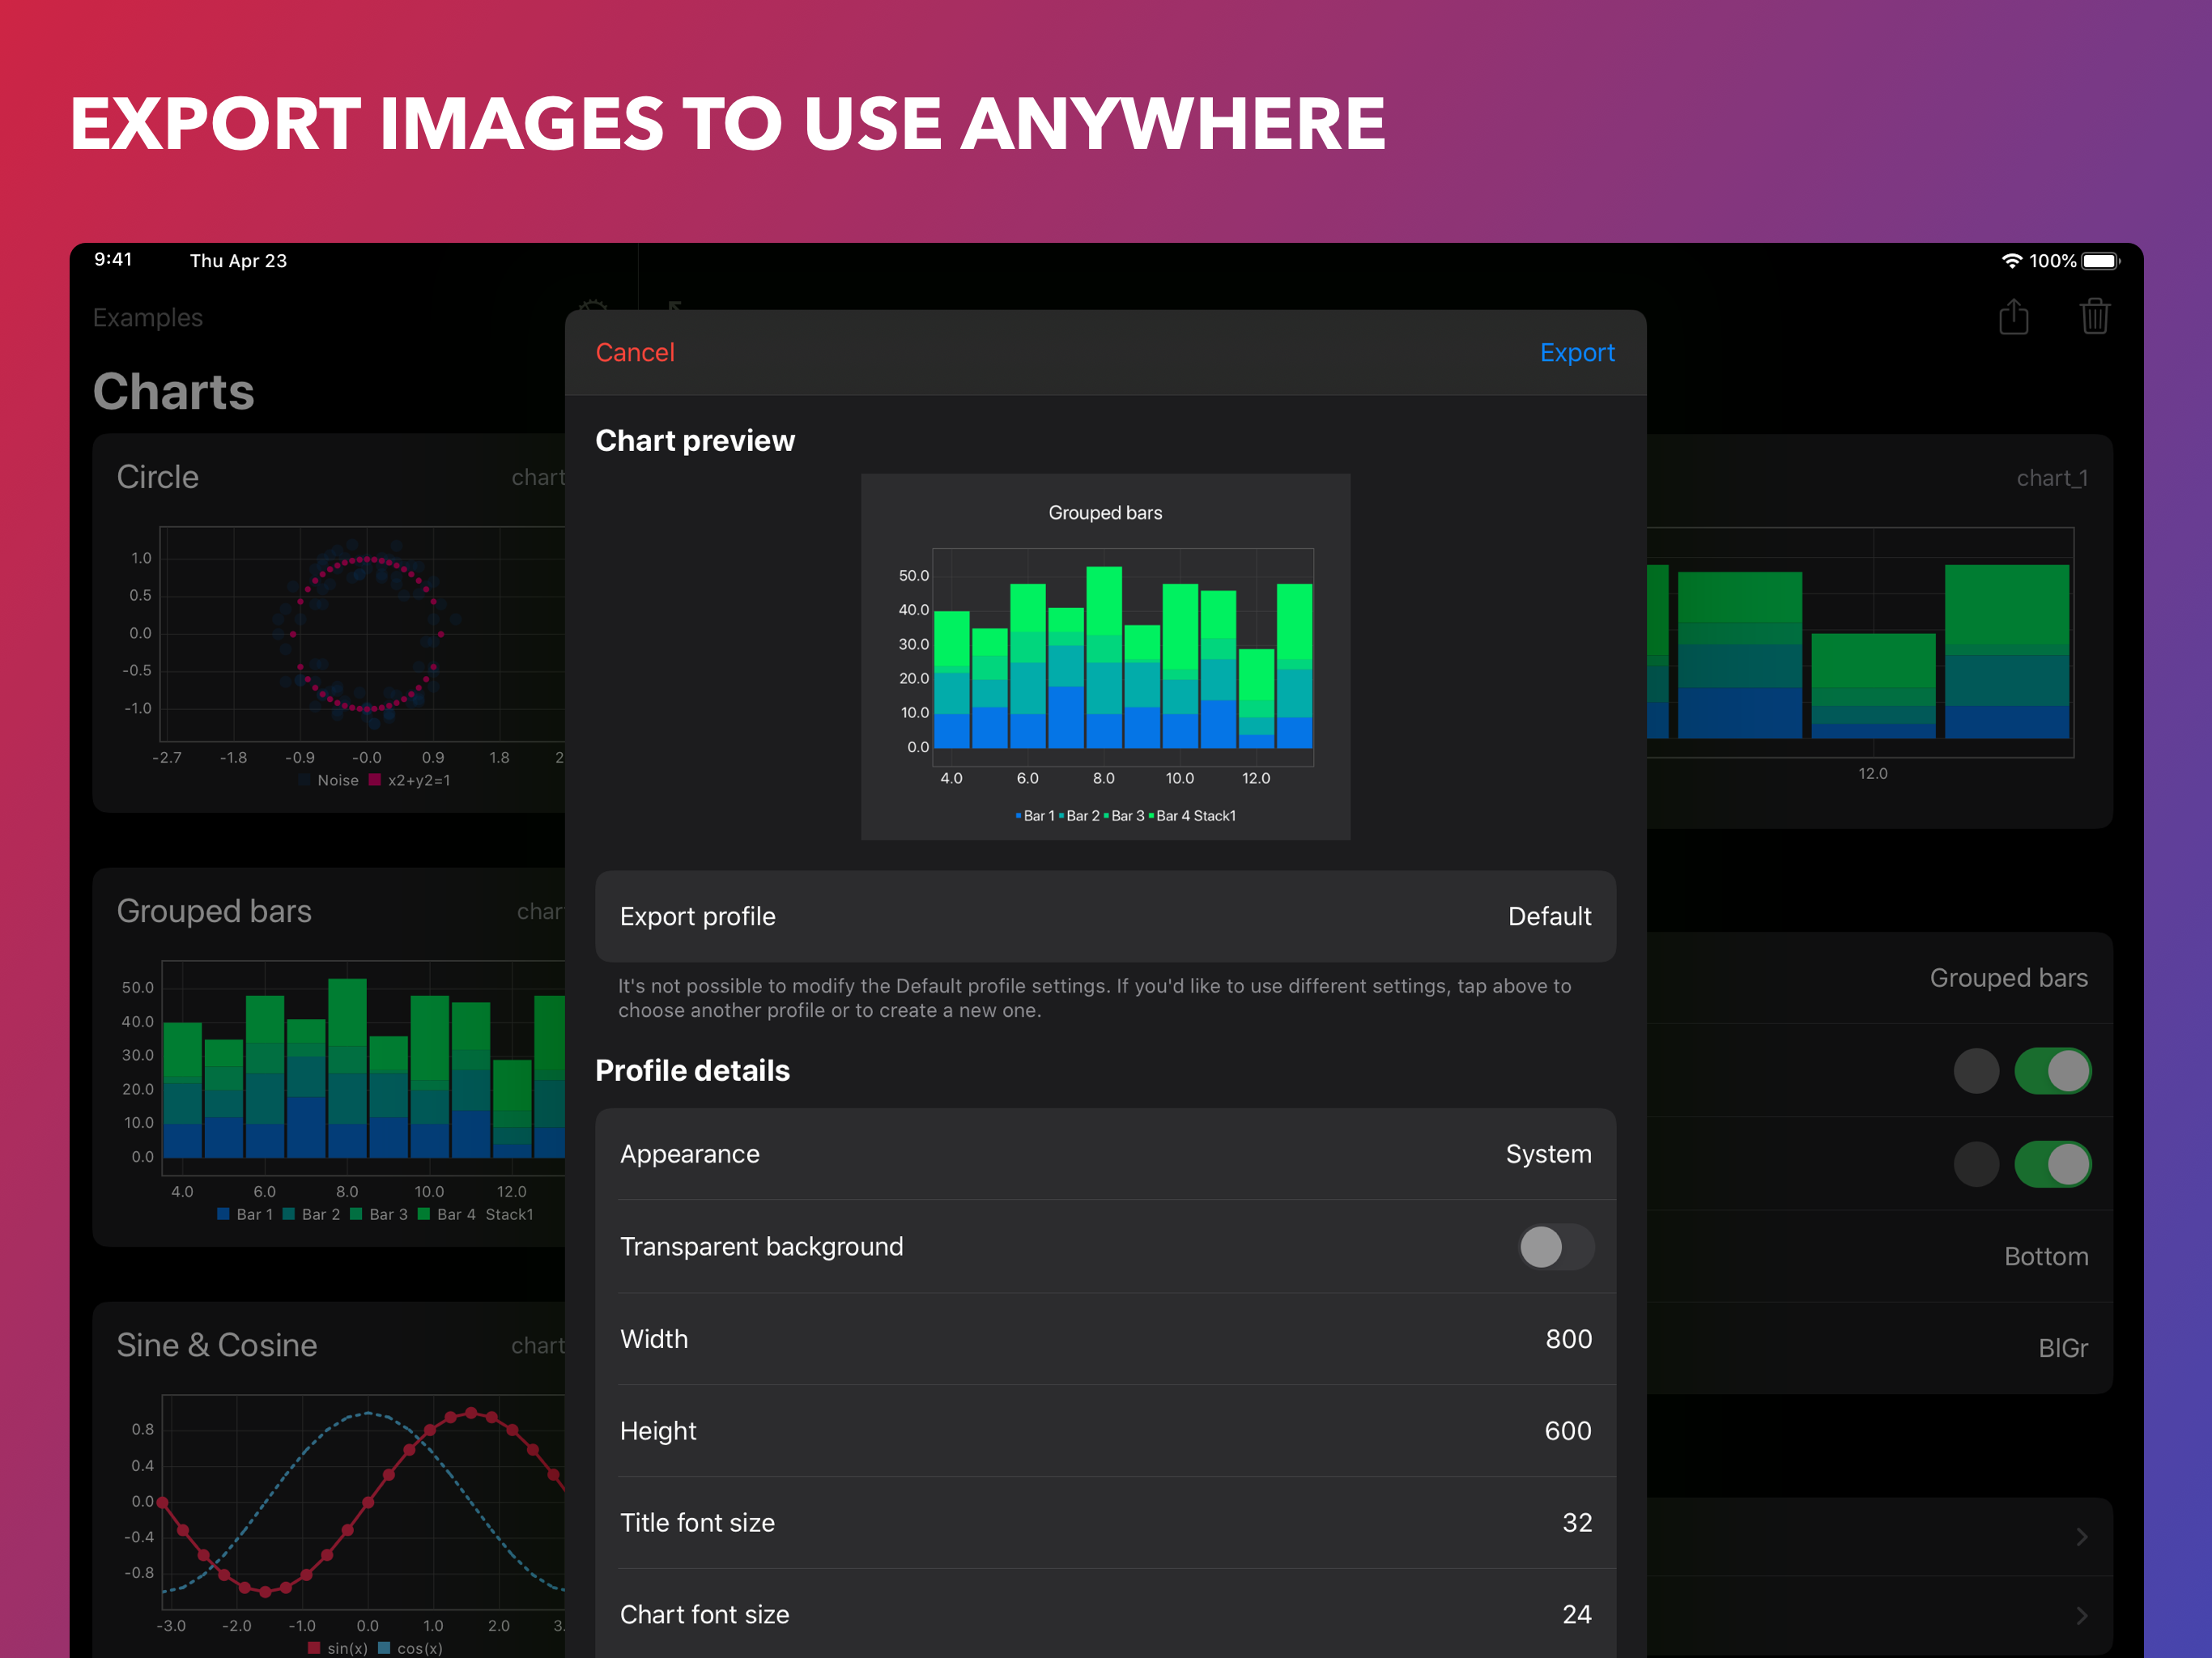 EXPORT IMAGES TO USE ANYWHERE
9:41 Thu Apr 23
100%
Examples
Charts
Circle chart
1.0
0.5
0.0
-0.5
-1.0
-2.7 -1.8 -0.9 -0.0 0.9 1.8 2
Noise x2+y2=1
Grouped bars char
50.0
40.0
30.0
20.0
10.0
0.0
4.0 6.0 8.0 10.0 12.0
Bar 1 Bar 2 Bar 3 Bar 4 Stack1
Sine & Cosine chart
0.8
0.4
0.0
-0.4
-0.8
-3.0 -2.0 -1.0 0.0 1.0 2.0 3.
sin(x) cos(x)
Cancel Export
Chart preview
Grouped bars
50.0
40.0
30.0
20.0
10.0
0.0
4.0 6.0 8.0 10.0 12.0
Bar 1 Bar 2 Bar 3 Bar 4 Stack1
Export profile Default
It's not possible to modify the Default profile settings. If you'd like to use different settings, tap above to
choose another profile or to create a new one.
Profile details
Appearance System
Transparent background
Width 800
Height 600
Title font size 32
Chart font size 24
chart_1
12.0
Grouped bars
Bottom
BlGr